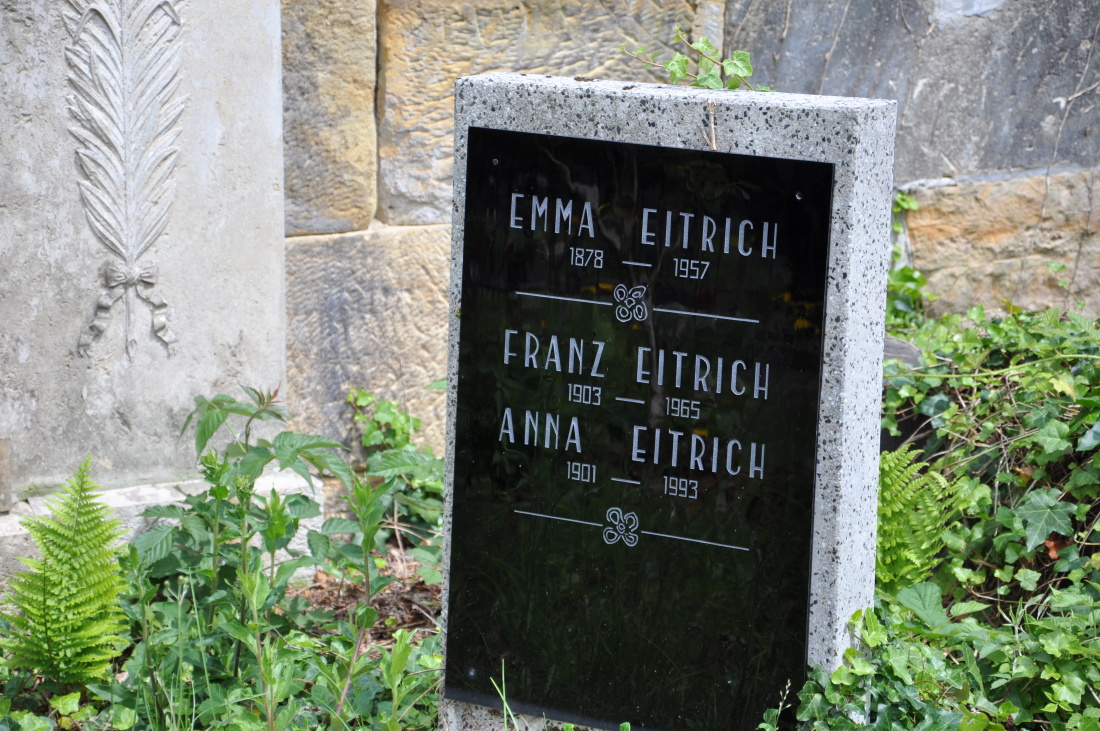 EMMA EITRICH
1878 — 1957
FRANZ EITRICH
1903 — 1965
ANNA EITRICH
1901 — 1993